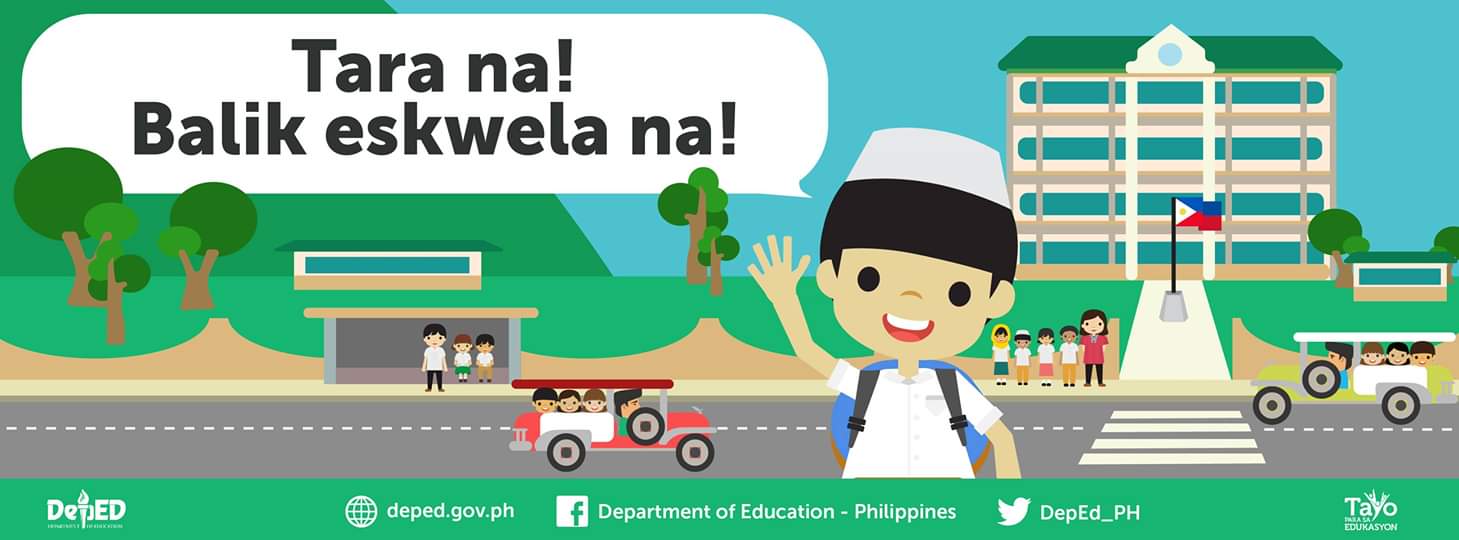 Tara na!
Balik eskwela na!
DepED
DEPARTMENT OF EDUCATION
deped.gov.ph
Department of Education - Philippines
DepEd_PH
Tayo
PARA SA
EDUKASYON